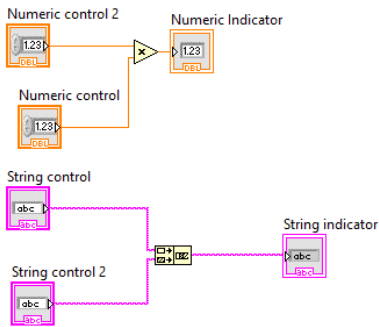 Numeric control 2
Numeric Indicator
1.23
DBL
1.23
DBL
Numeric control
1.23
DBL
String control
abc
abc
String indicator
abc
abc
String control 2
abc
abc